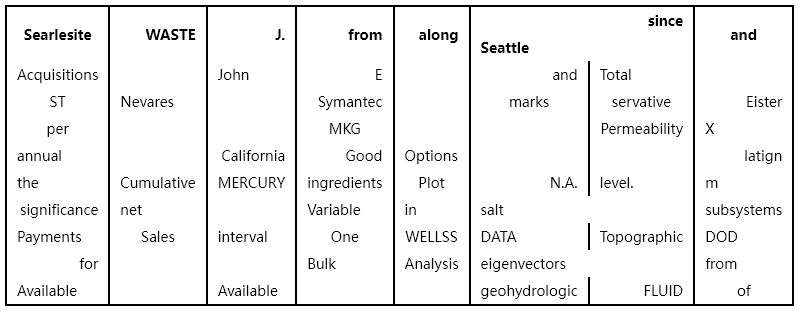 since
Searlesite WASTE J. from along and
Seattle
Acquisitions John E and Total
ST Nevares Symantec marks servative Eister
per MKG Permeability X
annual California Good Options latign
the Cumulative MERCURY ingredients Plot N.A. level. m
significance net Variable in salt subsystems
Payments Sales interval One WELLSS DATA Topographic DOD
for Bulk Analysis eigenvectors from
Available Available geohydrologic FLUID of